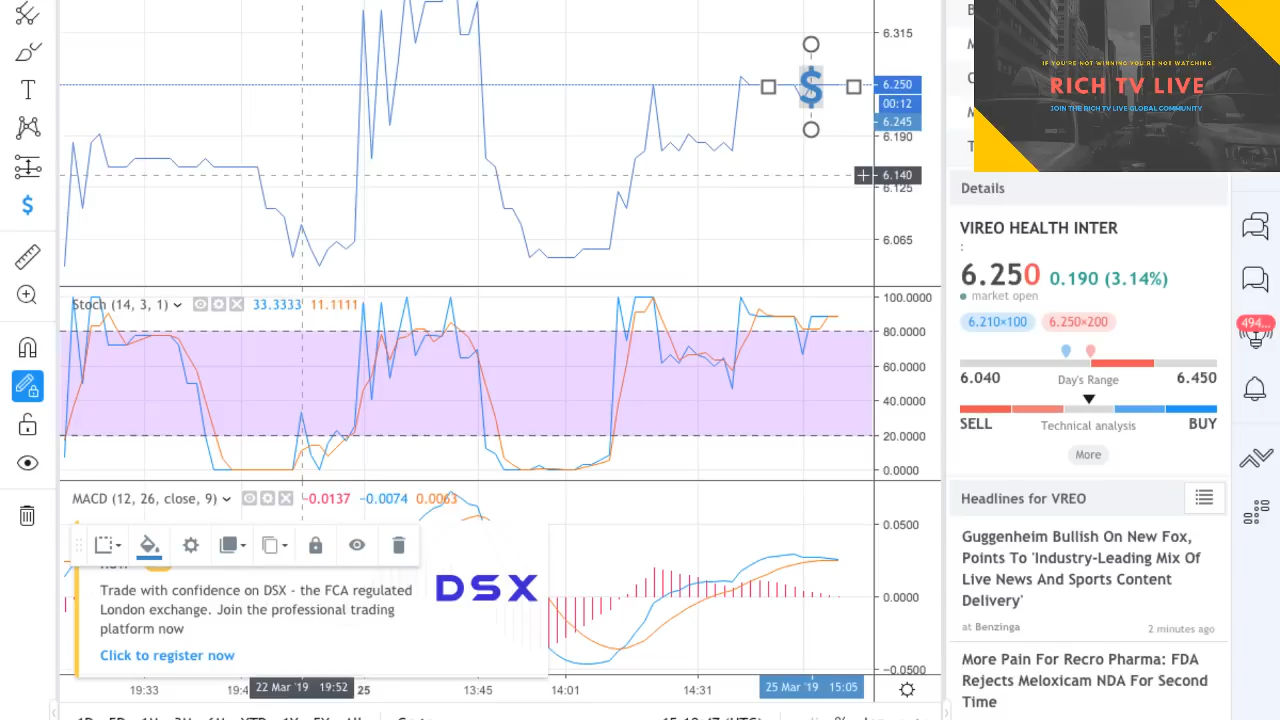 6.315
6.250
00:12
6.245
6.190
6.140
6.125
6.065
IF YOU'RE NOT WINNING YOU'RE NOT WATCHING
RICH TV LIVE
JOIN THE RICH TV LIVE GLOBAL COMMUNITY
Details
VIREO HEALTH INTER
:
6.250 0.190 (3.14%)
market open
6.210×100 6.250×200
494...
6.040 Day's Range 6.450
SELL Technical analysis BUY
More
Headlines for VREO
Guggenheim Bullish On New Fox,
Points To 'Industry-Leading Mix Of
Live News And Sports Content
Delivery'
at Benzinga 2 minutes ago
More Pain For Recro Pharma: FDA
Rejects Meloxicam NDA For Second
Time
Stoch (14, 3, 1) 33.3333 11.1111
100.0000
80.0000
60.0000
40.0000
20.0000
0.0000
MACD (12, 26, close, 9) -0.0137 -0.0074 0.0063
0.0500
0.0000
-0.0500
Trade with confidence on DSX - the FCA regulated
London exchange. Join the professional trading
platform now
Click to register now
DSX
19:33 22 Mar '19 19:52 25 13:45 14:01 14:31 25 Mar '19 15:05